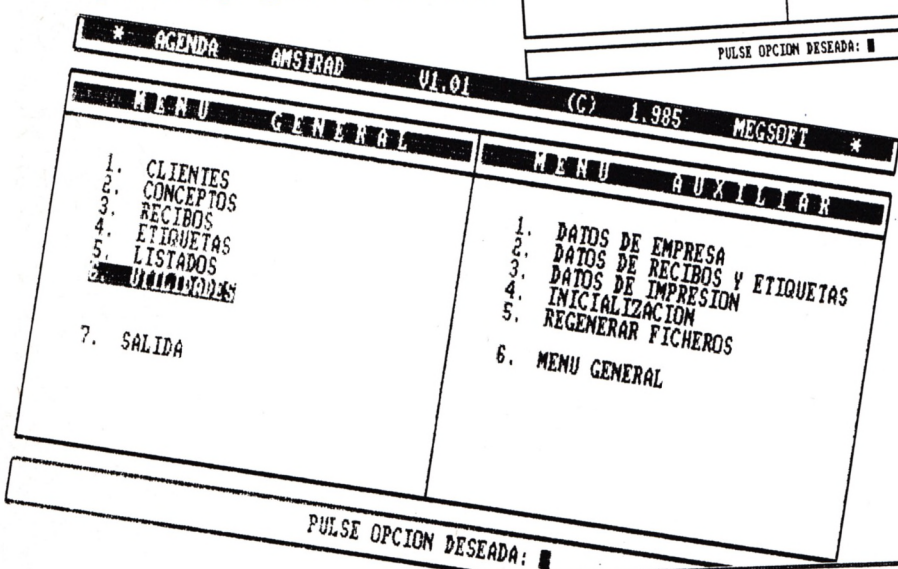 PULSE OPCION DESEADA:
* AGENDA AMSTRAD V1.01 (C) 1.985 MEGSOFT *
MENU GENERAL
1. CLIENTES
2. CONCEPTOS
3. RECIBOS
4. ETIQUETAS
5. LISTADOS
6. UTILIDADES
7. SALIDA
MENU AUXILIAR
1. DATOS DE EMPRESA
2. DATOS DE RECIBOS Y ETIQUETAS
3. DATOS DE IMPRESION
4. INICIALIZACION
5. REGENERAR FICHEROS
6. MENU GENERAL
PULSE OPCION DESEADA: